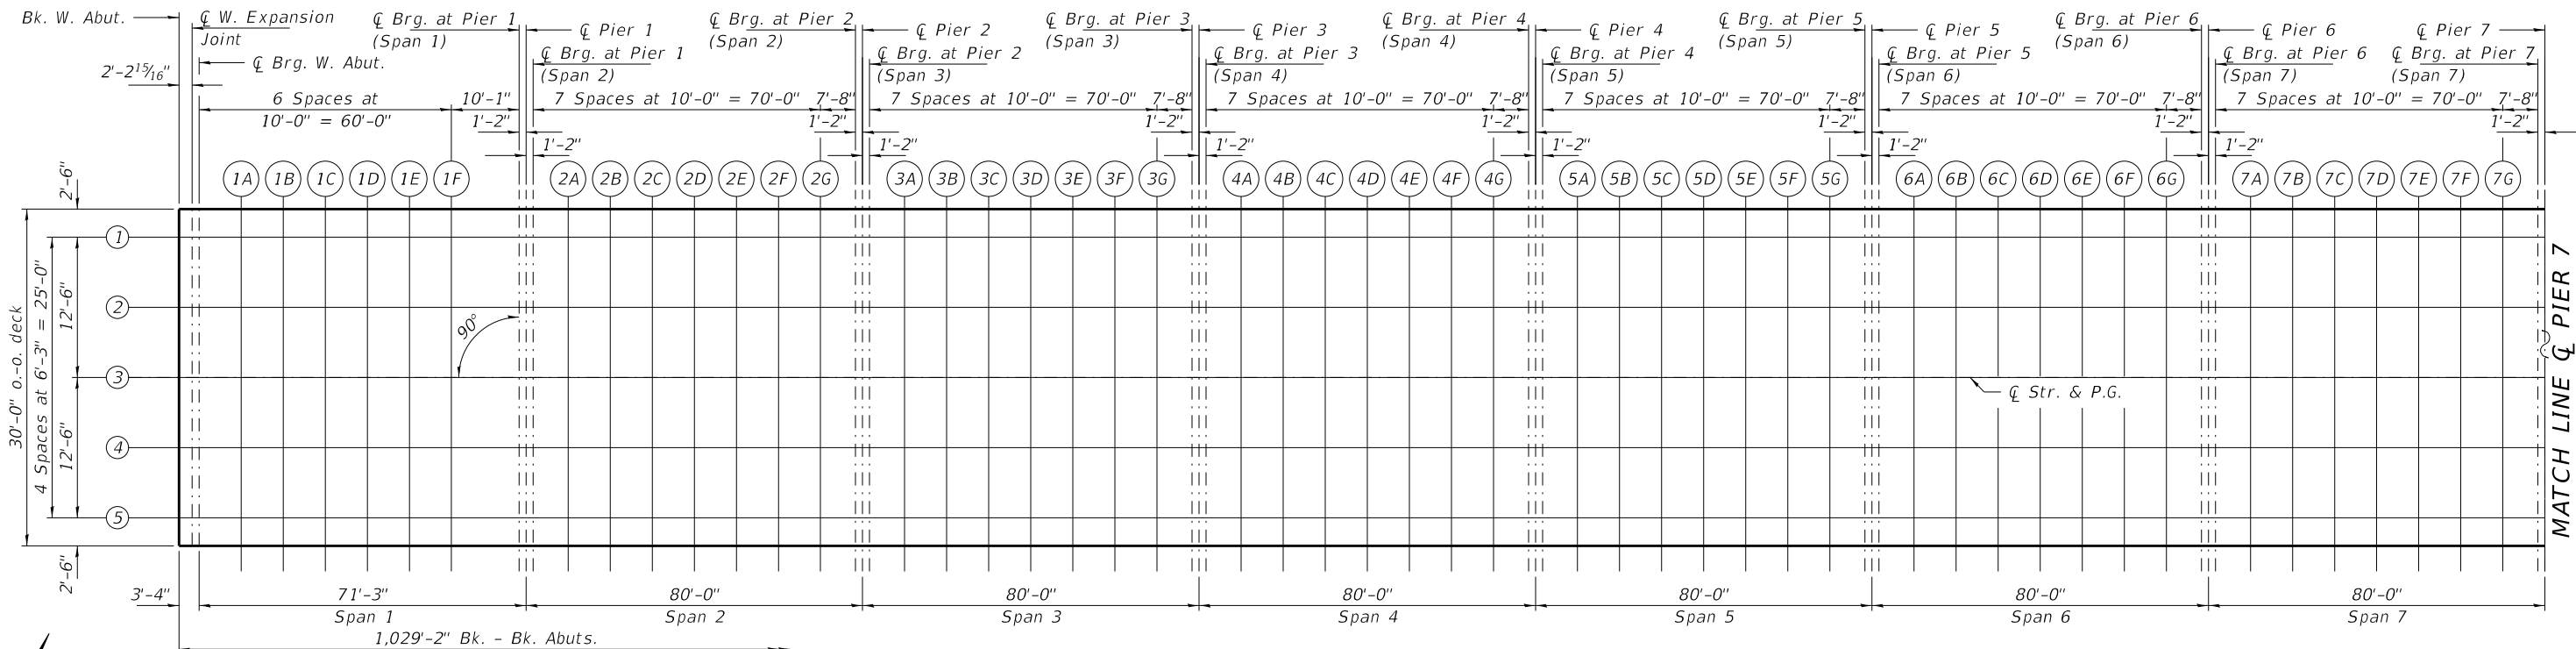 Bk. W. Abut.
℄ W. Expansion
Joint
℄ Brg. W. Abut.
2'-2 15/16"
℄ Brg. at Pier 1
(Span 1)
℄ Pier 1
℄ Brg. at Pier 1
(Span 2)
℄ Brg. at Pier 2
(Span 2)
℄ Pier 2
℄ Brg. at Pier 2
(Span 3)
℄ Brg. at Pier 3
(Span 3)
℄ Pier 3
℄ Brg. at Pier 3
(Span 4)
℄ Brg. at Pier 4
(Span 4)
℄ Pier 4
℄ Brg. at Pier 4
(Span 5)
℄ Brg. at Pier 5
(Span 5)
℄ Pier 5
℄ Brg. at Pier 5
(Span 6)
℄ Brg. at Pier 6
(Span 6)
℄ Pier 6
℄ Brg. at Pier 6
(Span 7)
℄ Pier 7
℄ Brg. at Pier 7
(Span 7)
6 Spaces at
10'-0" = 60'-0"
10'-1"
1'-2"
1'-2"
7 Spaces at 10'-0" = 70'-0" 7'-8"
1'-2"
1'-2"
7 Spaces at 10'-0" = 70'-0" 7'-8"
1'-2"
1'-2"
7 Spaces at 10'-0" = 70'-0" 7'-8"
1'-2"
1'-2"
7 Spaces at 10'-0" = 70'-0" 7'-8"
1'-2"
1'-2"
7 Spaces at 10'-0" = 70'-0" 7'-8"
1'-2"
1'-2"
7 Spaces at 10'-0" = 70'-0" 7'-8"
1'-2"
1A 1B 1C 1D 1E 1F 2A 2B 2C 2D 2E 2F 2G 3A 3B 3C 3D 3E 3F 3G 4A 4B 4C 4D 4E 4F 4G 5A 5B 5C 5D 5E 5F 5G 6A 6B 6C 6D 6E 6F 6G 7A 7B 7C 7D 7E 7F 7G
2'-6"
30'-0" o.-o. deck
4 Spaces at 6'-3" = 25'-0"
12'-6"
12'-6"
2'-6"
1
2
3
4
5
90°
℄ Str. & P.G.
MATCH LINE ℄ PIER 7
3'-4"
71'-3"
Span 1
80'-0"
Span 2
80'-0"
Span 3
80'-0"
Span 4
80'-0"
Span 5
80'-0"
Span 6
80'-0"
Span 7
1,029'-2" Bk. - Bk. Abuts.